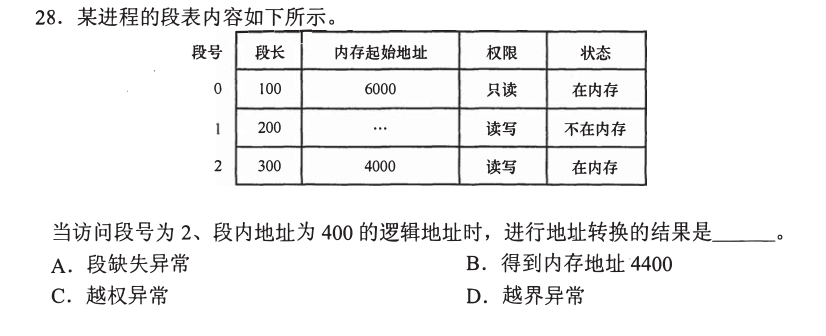 28．某进程的段表内容如下所示。
段号 段长 内存起始地址 权限 状态
0 100 6000 只读 在内存
1 200 … 读写 不在内存
2 300 4000 读写 在内存
当访问段号为 2、段内地址为 400 的逻辑地址时，进行地址转换的结果是______。
A．段缺失异常 B．得到内存地址 4400
C．越权异常 D．越界异常